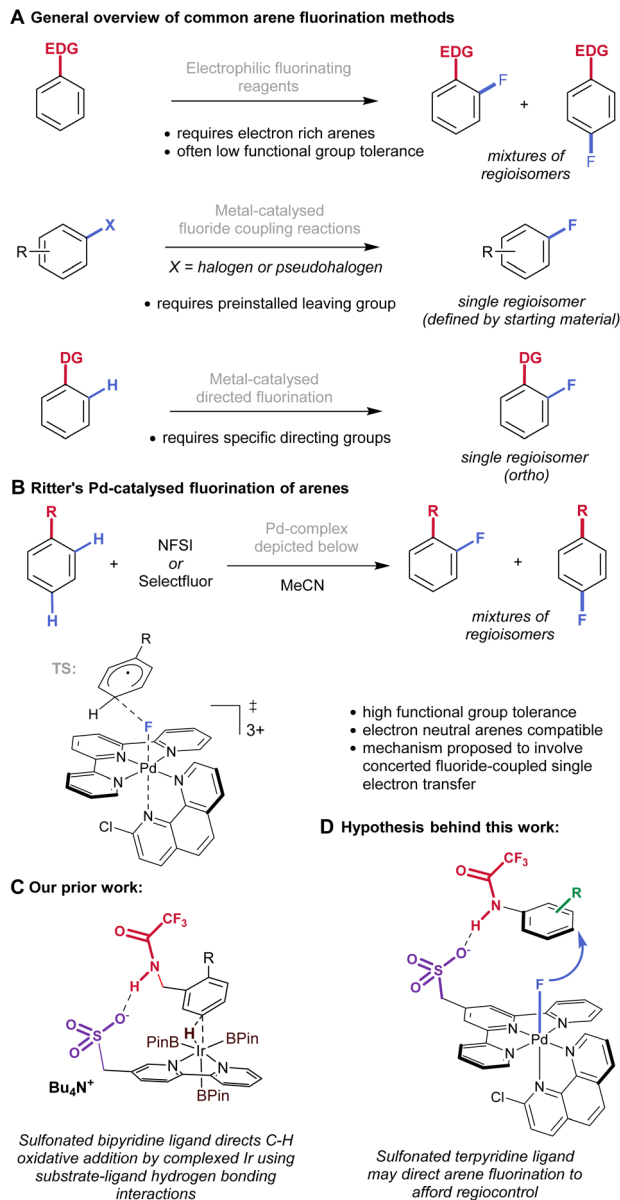 A General overview of common arene fluorination methods
EDG
Electrophilic fluorinating
reagents
• requires electron rich arenes
• often low functional group tolerance
EDG
F
+
EDG
F
mixtures of
regioisomers
R
X
Metal-catalysed
fluoride coupling reactions
X = halogen or pseudohalogen
• requires preinstalled leaving group
R
F
single regioisomer
(defined by starting material)
DG
H
Metal-catalysed
directed fluorination
• requires specific directing groups
DG
F
single regioisomer
(ortho)
B Ritter's Pd-catalysed fluorination of arenes
R
H
H
+
NFSI
or
Selectfluor
Pd-complex
depicted below
MeCN
R
F
+
R
F
mixtures of
regioisomers
TS:
R
H
F
‡
3+
N
N
Pd
N
N
N
Cl
• high functional group tolerance
• electron neutral arenes compatible
• mechanism proposed to involve
concerted fluoride-coupled single
electron transfer
C Our prior work:
CF3
O
N
H
R
O
O-
S
O
H
PinB
BPin
Ir
N
N
BPin
Bu4N+
Sulfonated bipyridine ligand directs C-H
oxidative addition by complexed Ir using
substrate-ligand hydrogen bonding
interactions
D Hypothesis behind this work:
CF3
O
N
H
R
O
O-
S
O
F
N
N
Pd
N
N
N
Cl
Sulfonated terpyridine ligand
may direct arene fluorination to
afford regiocontrol